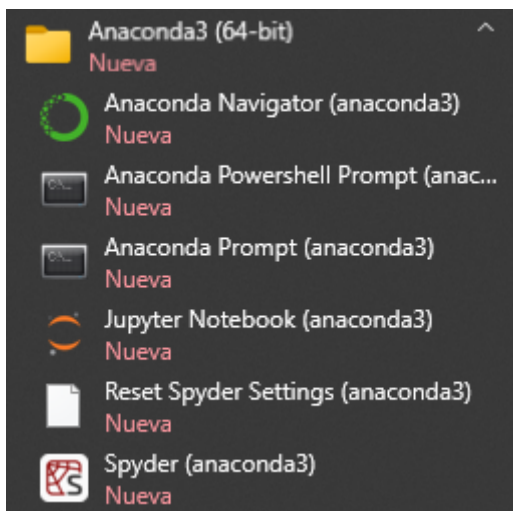 Anaconda3 (64-bit)
Nueva
Anaconda Navigator (anaconda3)
Nueva
Anaconda Powershell Prompt (anac...
Nueva
Anaconda Prompt (anaconda3)
Nueva
Jupyter Notebook (anaconda3)
Nueva
Reset Spyder Settings (anaconda3)
Nueva
Spyder (anaconda3)
Nueva